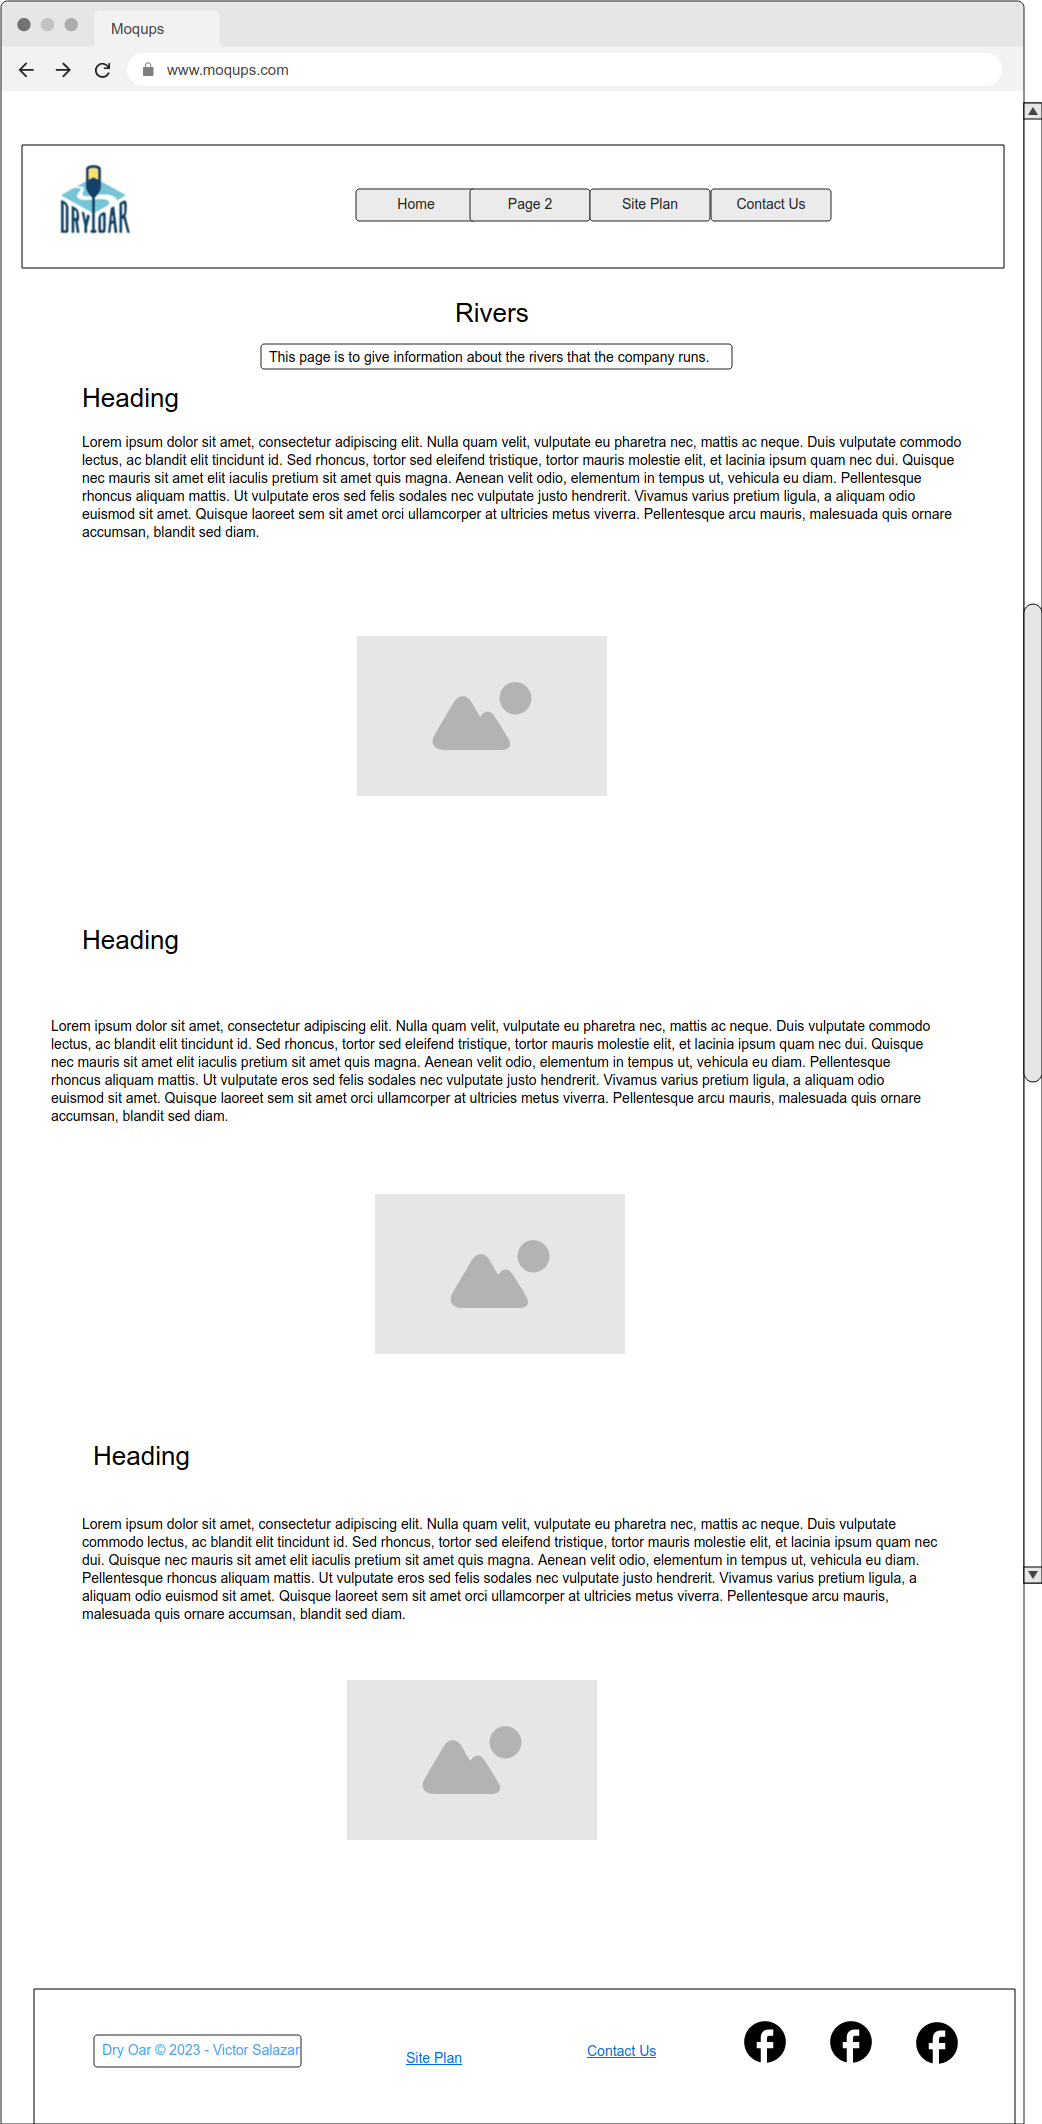 Moqups
www.moqups.com
DRY OAR
Home Page 2 Site Plan Contact Us
Rivers
This page is to give information about the rivers that the company runs.
Heading
Lorem ipsum dolor sit amet, consectetur adipiscing elit. Nulla quam velit, vulputate eu pharetra nec, mattis ac neque. Duis vulputate commodo
lectus, ac blandit elit tincidunt id. Sed rhoncus, tortor sed eleifend tristique, tortor mauris molestie elit, et lacinia ipsum quam nec dui. Quisque
nec mauris sit amet elit iaculis pretium sit amet quis magna. Aenean velit odio, elementum in tempus ut, vehicula eu diam. Pellentesque
rhoncus aliquam mattis. Ut vulputate eros sed felis sodales nec vulputate justo hendrerit. Vivamus varius pretium ligula, a aliquam odio
euismod sit amet. Quisque laoreet sem sit amet orci ullamcorper at ultricies metus viverra. Pellentesque arcu mauris, malesuada quis ornare
accumsan, blandit sed diam.
Heading
Lorem ipsum dolor sit amet, consectetur adipiscing elit. Nulla quam velit, vulputate eu pharetra nec, mattis ac neque. Duis vulputate commodo
lectus, ac blandit elit tincidunt id. Sed rhoncus, tortor sed eleifend tristique, tortor mauris molestie elit, et lacinia ipsum quam nec dui. Quisque
nec mauris sit amet elit iaculis pretium sit amet quis magna. Aenean velit odio, elementum in tempus ut, vehicula eu diam. Pellentesque
rhoncus aliquam mattis. Ut vulputate eros sed felis sodales nec vulputate justo hendrerit. Vivamus varius pretium ligula, a aliquam odio
euismod sit amet. Quisque laoreet sem sit amet orci ullamcorper at ultricies metus viverra. Pellentesque arcu mauris, malesuada quis ornare
accumsan, blandit sed diam.
Heading
Lorem ipsum dolor sit amet, consectetur adipiscing elit. Nulla quam velit, vulputate eu pharetra nec, mattis ac neque. Duis vulputate
commodo lectus, ac blandit elit tincidunt id. Sed rhoncus, tortor sed eleifend tristique, tortor mauris molestie elit, et lacinia ipsum quam nec
dui. Quisque nec mauris sit amet elit iaculis pretium sit amet quis magna. Aenean velit odio, elementum in tempus ut, vehicula eu diam.
Pellentesque rhoncus aliquam mattis. Ut vulputate eros sed felis sodales nec vulputate justo hendrerit. Vivamus varius pretium ligula, a
aliquam odio euismod sit amet. Quisque laoreet sem sit amet orci ullamcorper at ultricies metus viverra. Pellentesque arcu mauris,
malesuada quis ornare accumsan, blandit sed diam.
Dry Oar © 2023 - Victor Salazar
Site Plan
Contact Us